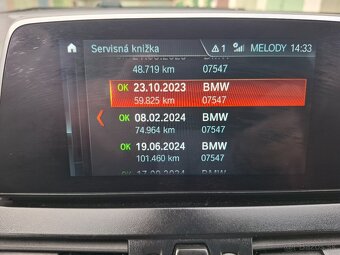 Servisná knižka
1
MELODY 14:33
48.719 km 07547
OK 23.10.2023 BMW
59.825 km 07547
OK 08.02.2024 BMW
74.964 km 07547
OK 19.06.2024 BMW
101.460 km 07547